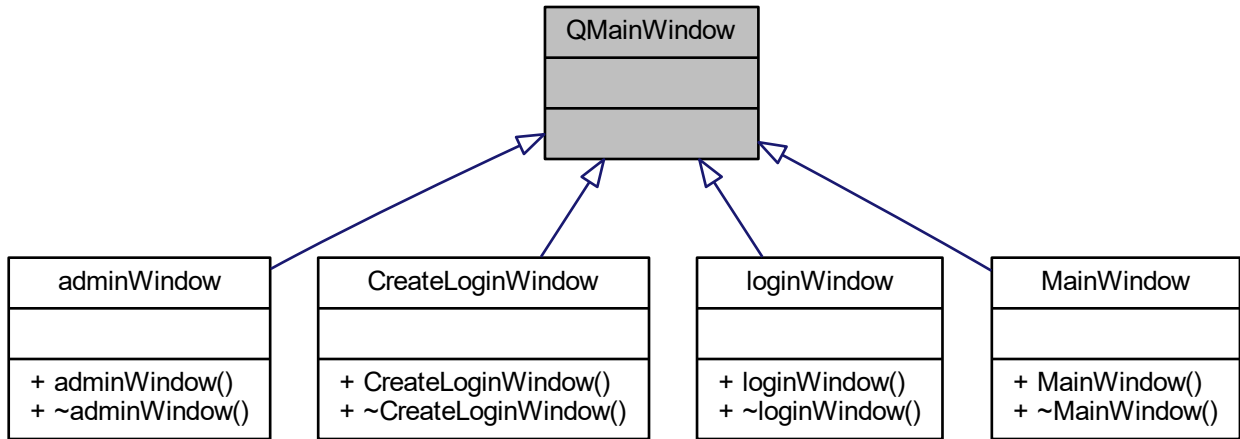 QMainWindow
adminWindow
+ adminWindow()
+ ~adminWindow()
CreateLoginWindow
+ CreateLoginWindow()
+ ~CreateLoginWindow()
loginWindow
+ loginWindow()
+ ~loginWindow()
MainWindow
+ MainWindow()
+ ~MainWindow()